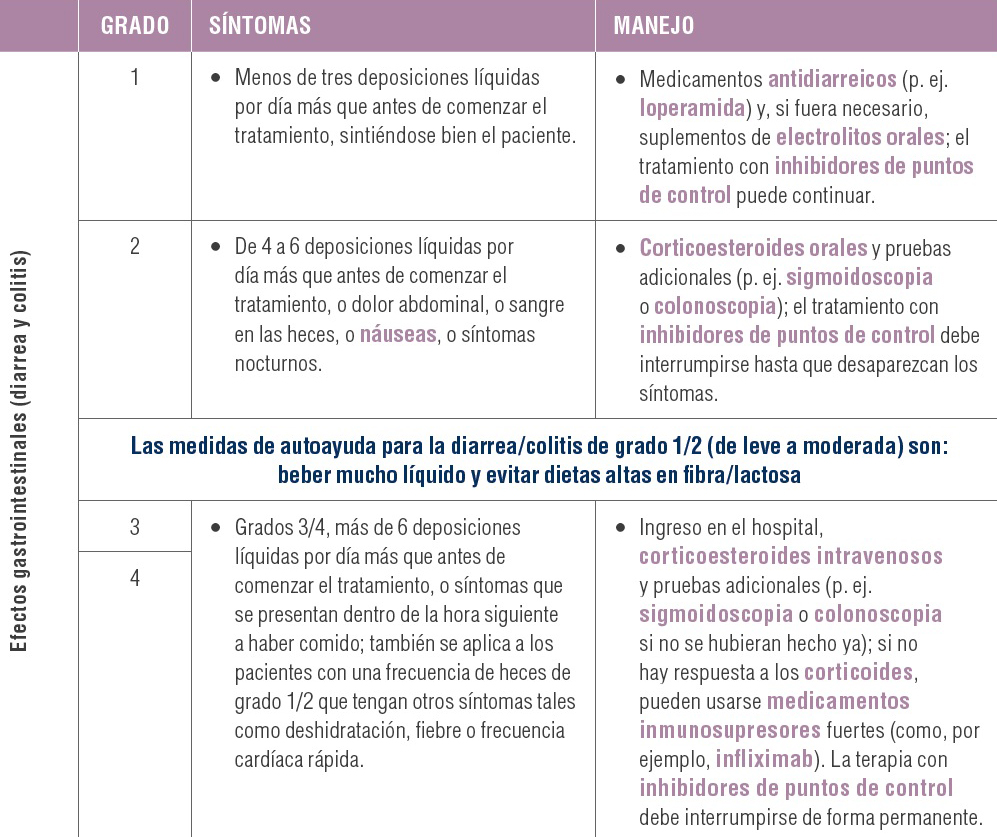 GRADO
SÍNTOMAS
MANEJO
Efectos gastrointestinales (diarrea y colitis)
1
• Menos de tres deposiciones líquidas
por día más que antes de comenzar el
tratamiento, sintiéndose bien el paciente.
• Medicamentos antidiarreicos (p. ej.
loperamida) y, si fuera necesario,
suplementos de electrolitos orales; el
tratamiento con inhibidores de puntos
de control puede continuar.
2
• De 4 a 6 deposiciones líquidas por
día más que antes de comenzar el
tratamiento, o dolor abdominal, o sangre
en las heces, o náuseas, o síntomas
nocturnos.
• Corticoesteroides orales y pruebas
adicionales (p. ej. sigmoidoscopia
o colonoscopia); el tratamiento con
inhibidores de puntos de control debe
interrumpirse hasta que desaparezcan los
síntomas.
Las medidas de autoayuda para la diarrea/colitis de grado 1/2 (de leve a moderada) son:
beber mucho líquido y evitar dietas altas en fibra/lactosa
3
4
• Grados 3/4, más de 6 deposiciones
líquidas por día más que antes de
comenzar el tratamiento, o síntomas que
se presentan dentro de la hora siguiente
a haber comido; también se aplica a los
pacientes con una frecuencia de heces de
grado 1/2 que tengan otros síntomas tales
como deshidratación, fiebre o frecuencia
cardíaca rápida.
• Ingreso en el hospital,
corticoesteroides intravenosos
y pruebas adicionales (p. ej.
sigmoidoscopia o colonoscopia
si no se hubieran hecho ya); si no
hay respuesta a los corticoides,
pueden usarse medicamentos
inmunosupresores fuertes (como, por
ejemplo, infliximab). La terapia con
inhibidores de puntos de control
debe interrumpirse de forma permanente.